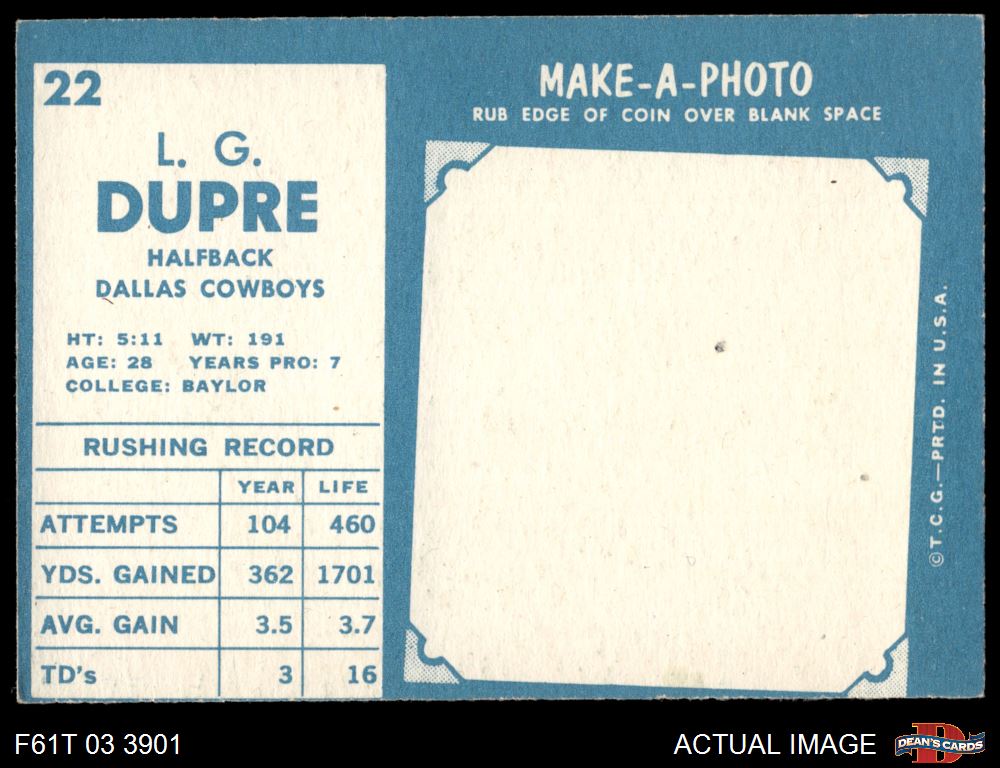 22
L. G.
DUPRE
HALFBACK
DALLAS COWBOYS
HT: 5:11 WT: 191
AGE: 28 YEARS PRO: 7
COLLEGE: BAYLOR
RUSHING RECORD
YEAR LIFE
ATTEMPTS 104 460
YDS. GAINED 362 1701
AVG. GAIN 3.5 3.7
TD's 3 16
MAKE-A-PHOTO
RUB EDGE OF COIN OVER BLANK SPACE
©T.C.G.—PRTD. IN U.S.A.
F61T 03 3901
ACTUAL IMAGE
D
DEAN'S CARDS